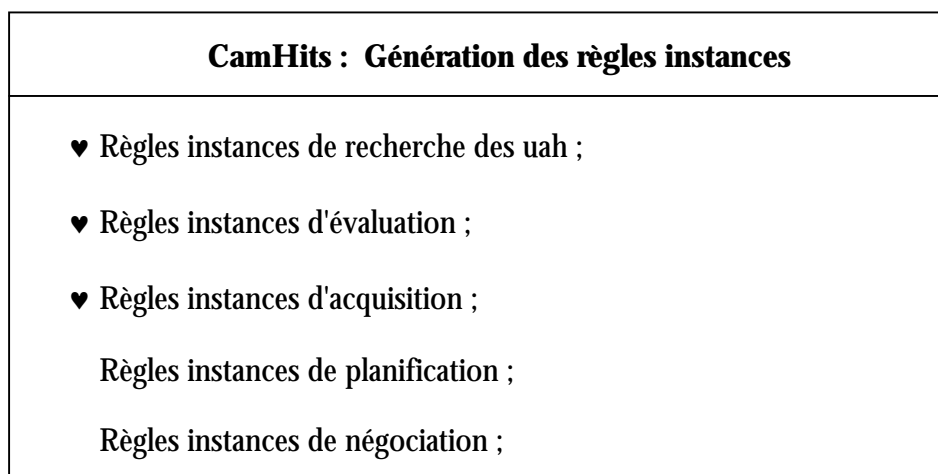 CamHits : Génération des règles instances
♥ Règles instances de recherche des uah ;
♥ Règles instances d'évaluation ;
♥ Règles instances d'acquisition ;
Règles instances de planification ;
Règles instances de négociation ;